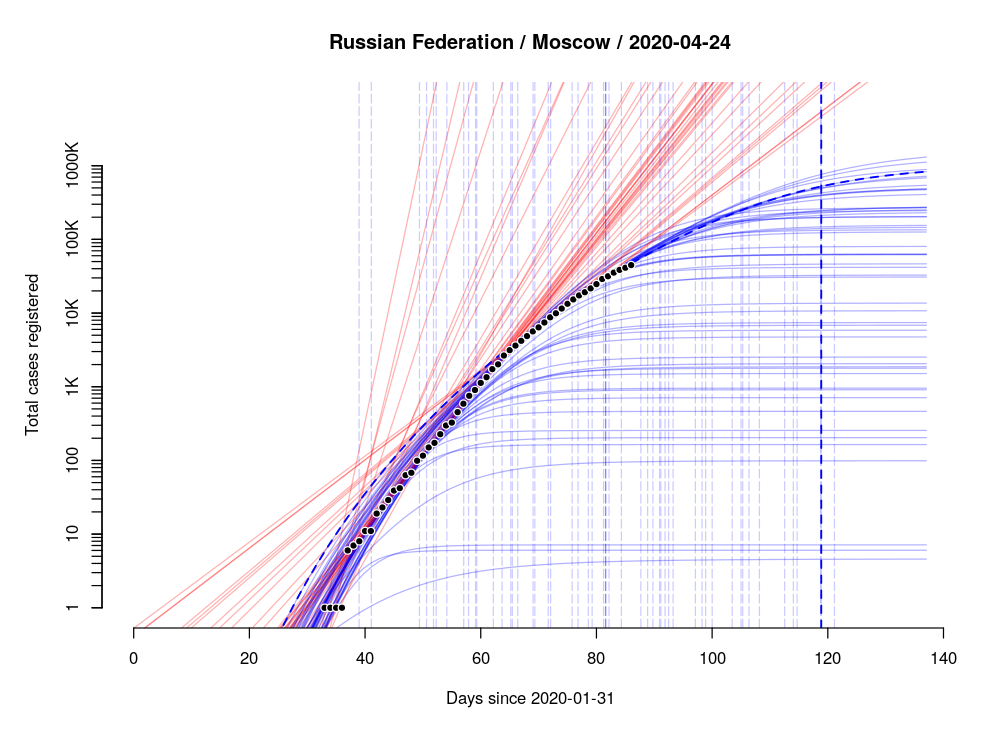 Russian Federation / Moscow / 2020-04-24
Total cases registered
1000K
100K
10K
1K
100
10
1
0 20 40 60 80 100 120 140
Days since 2020-01-31